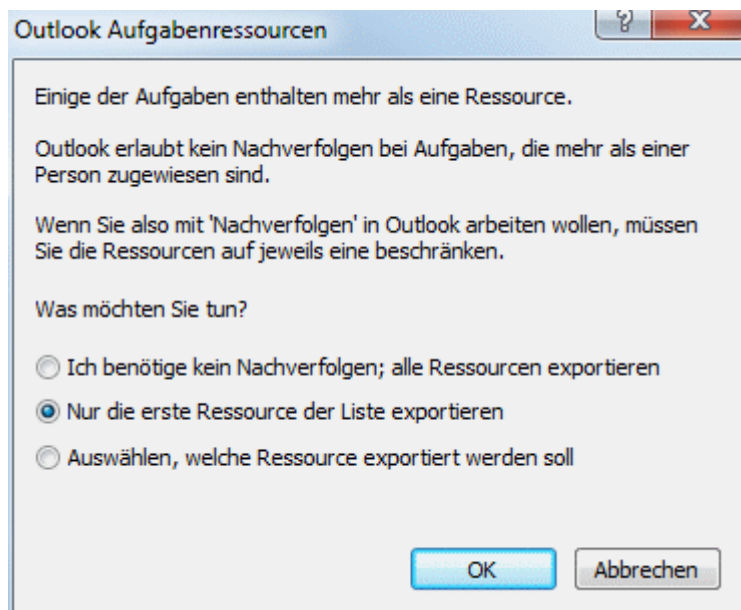 Outlook Aufgabenressourcen
Einige der Aufgaben enthalten mehr als eine Ressource.
Outlook erlaubt kein Nachverfolgen bei Aufgaben, die mehr als einer
Person zugewiesen sind.
Wenn Sie also mit 'Nachverfolgen' in Outlook arbeiten wollen, müssen
Sie die Ressourcen auf jeweils eine beschränken.
Was möchten Sie tun?
Ich benötige kein Nachverfolgen; alle Ressourcen exportieren
Nur die erste Ressource der Liste exportieren
Auswählen, welche Ressource exportiert werden soll
OK Abbrechen